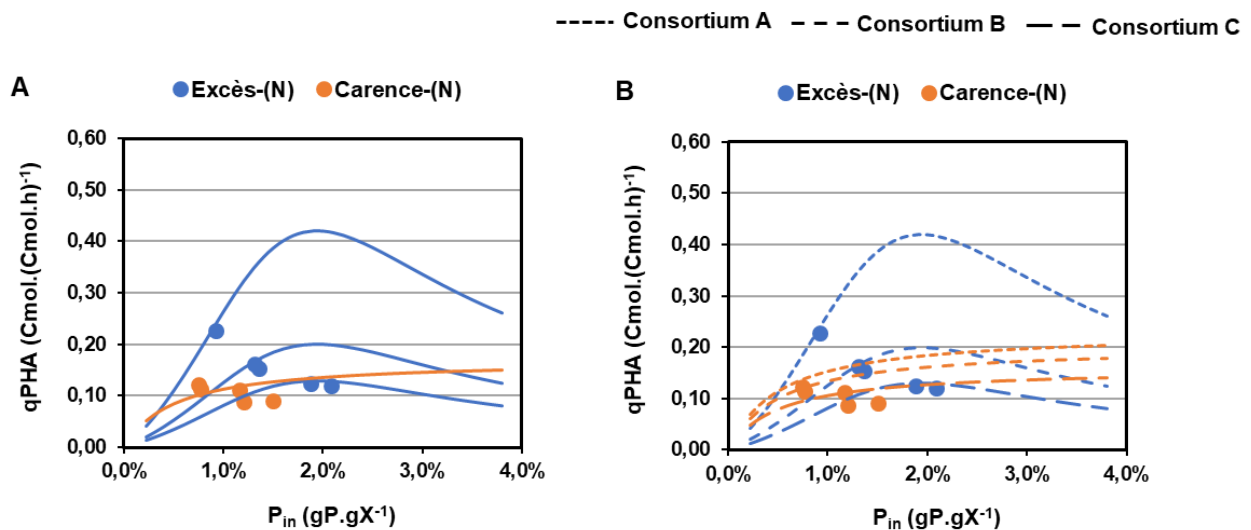 Consortium A Consortium B Consortium C
A
Excès-(N) Carence-(N)
qPHA (Cmol.(Cmol.h)⁻¹)
0,60
0,50
0,40
0,30
0,20
0,10
0,00
0,0% 1,0% 2,0% 3,0% 4,0%
P_in (gP.gX⁻¹)
B
Excès-(N) Carence-(N)
qPHA (Cmol.(Cmol.h)⁻¹)
0,60
0,50
0,40
0,30
0,20
0,10
0,00
0,0% 1,0% 2,0% 3,0% 4,0%
P_in (gP.gX⁻¹)